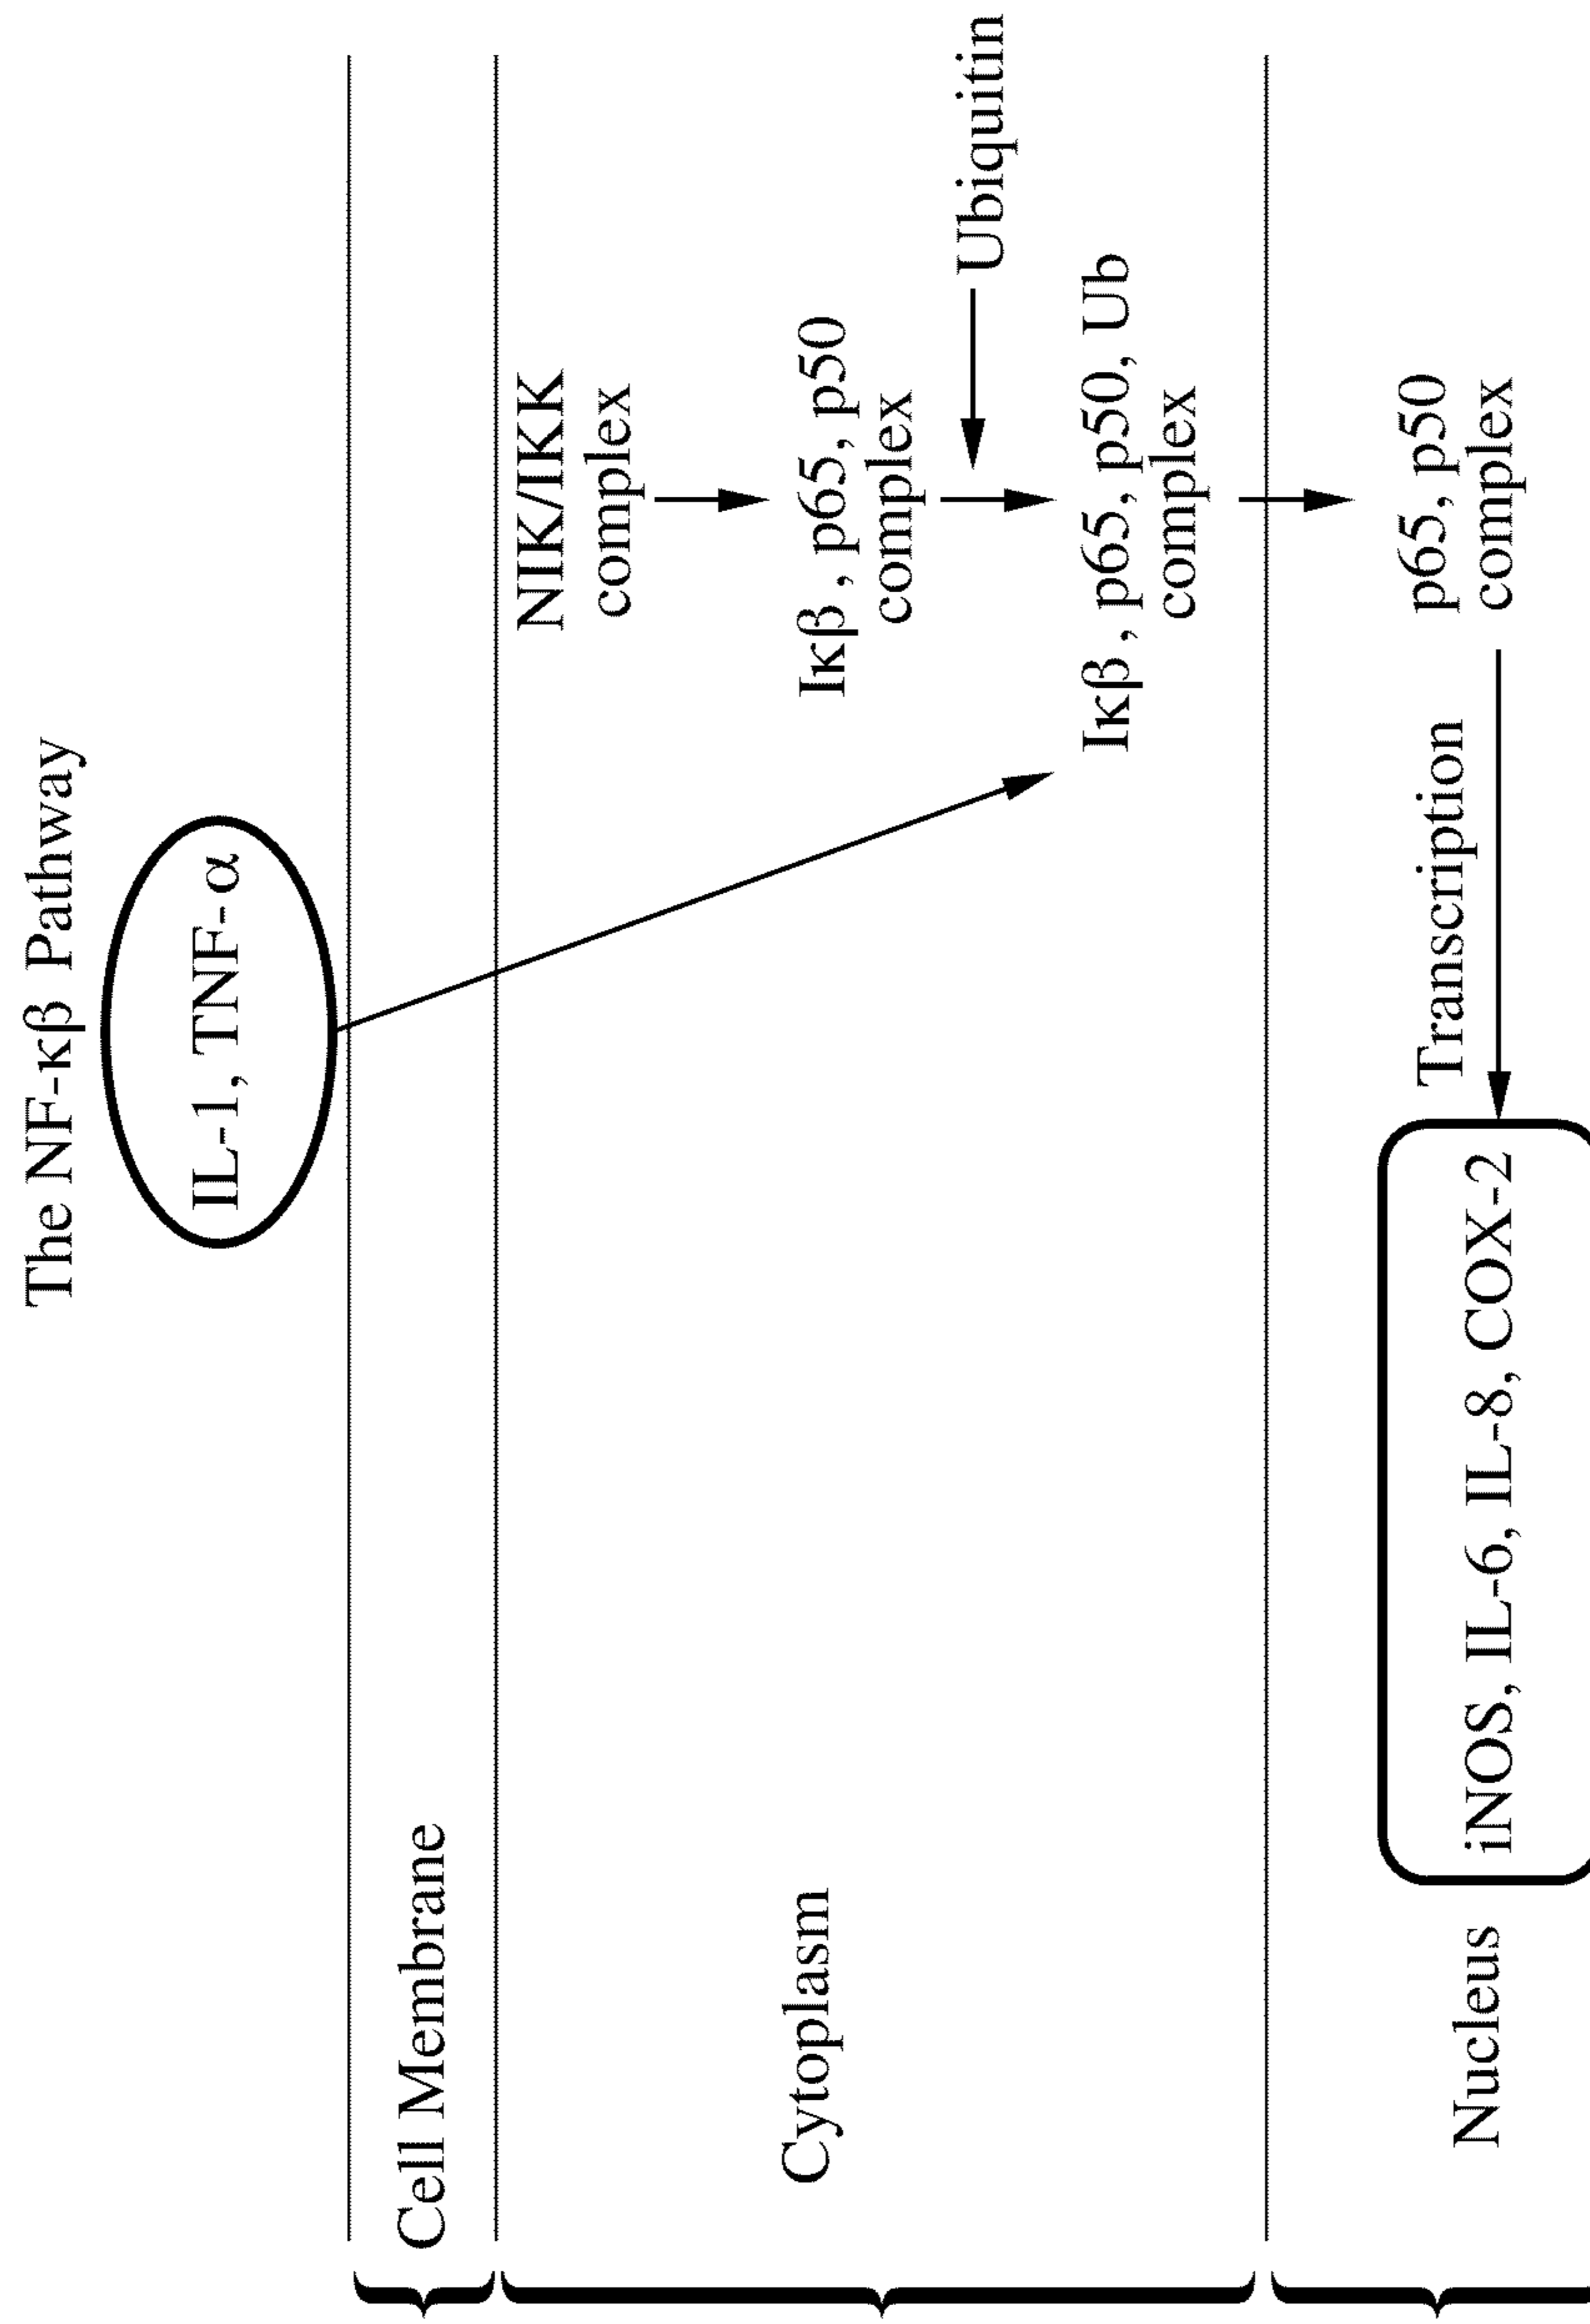 The NF-κβ Pathway
IL-1, TNF-α
Cell Membrane
NIK/IKK
complex
Cytoplasm
Iκβ, p65, p50
complex
Ubiquitin
Iκβ, p65, p50, Ub
complex
Nucleus
iNOS, IL-6, IL-8, COX-2
Transcription
p65, p50
complex